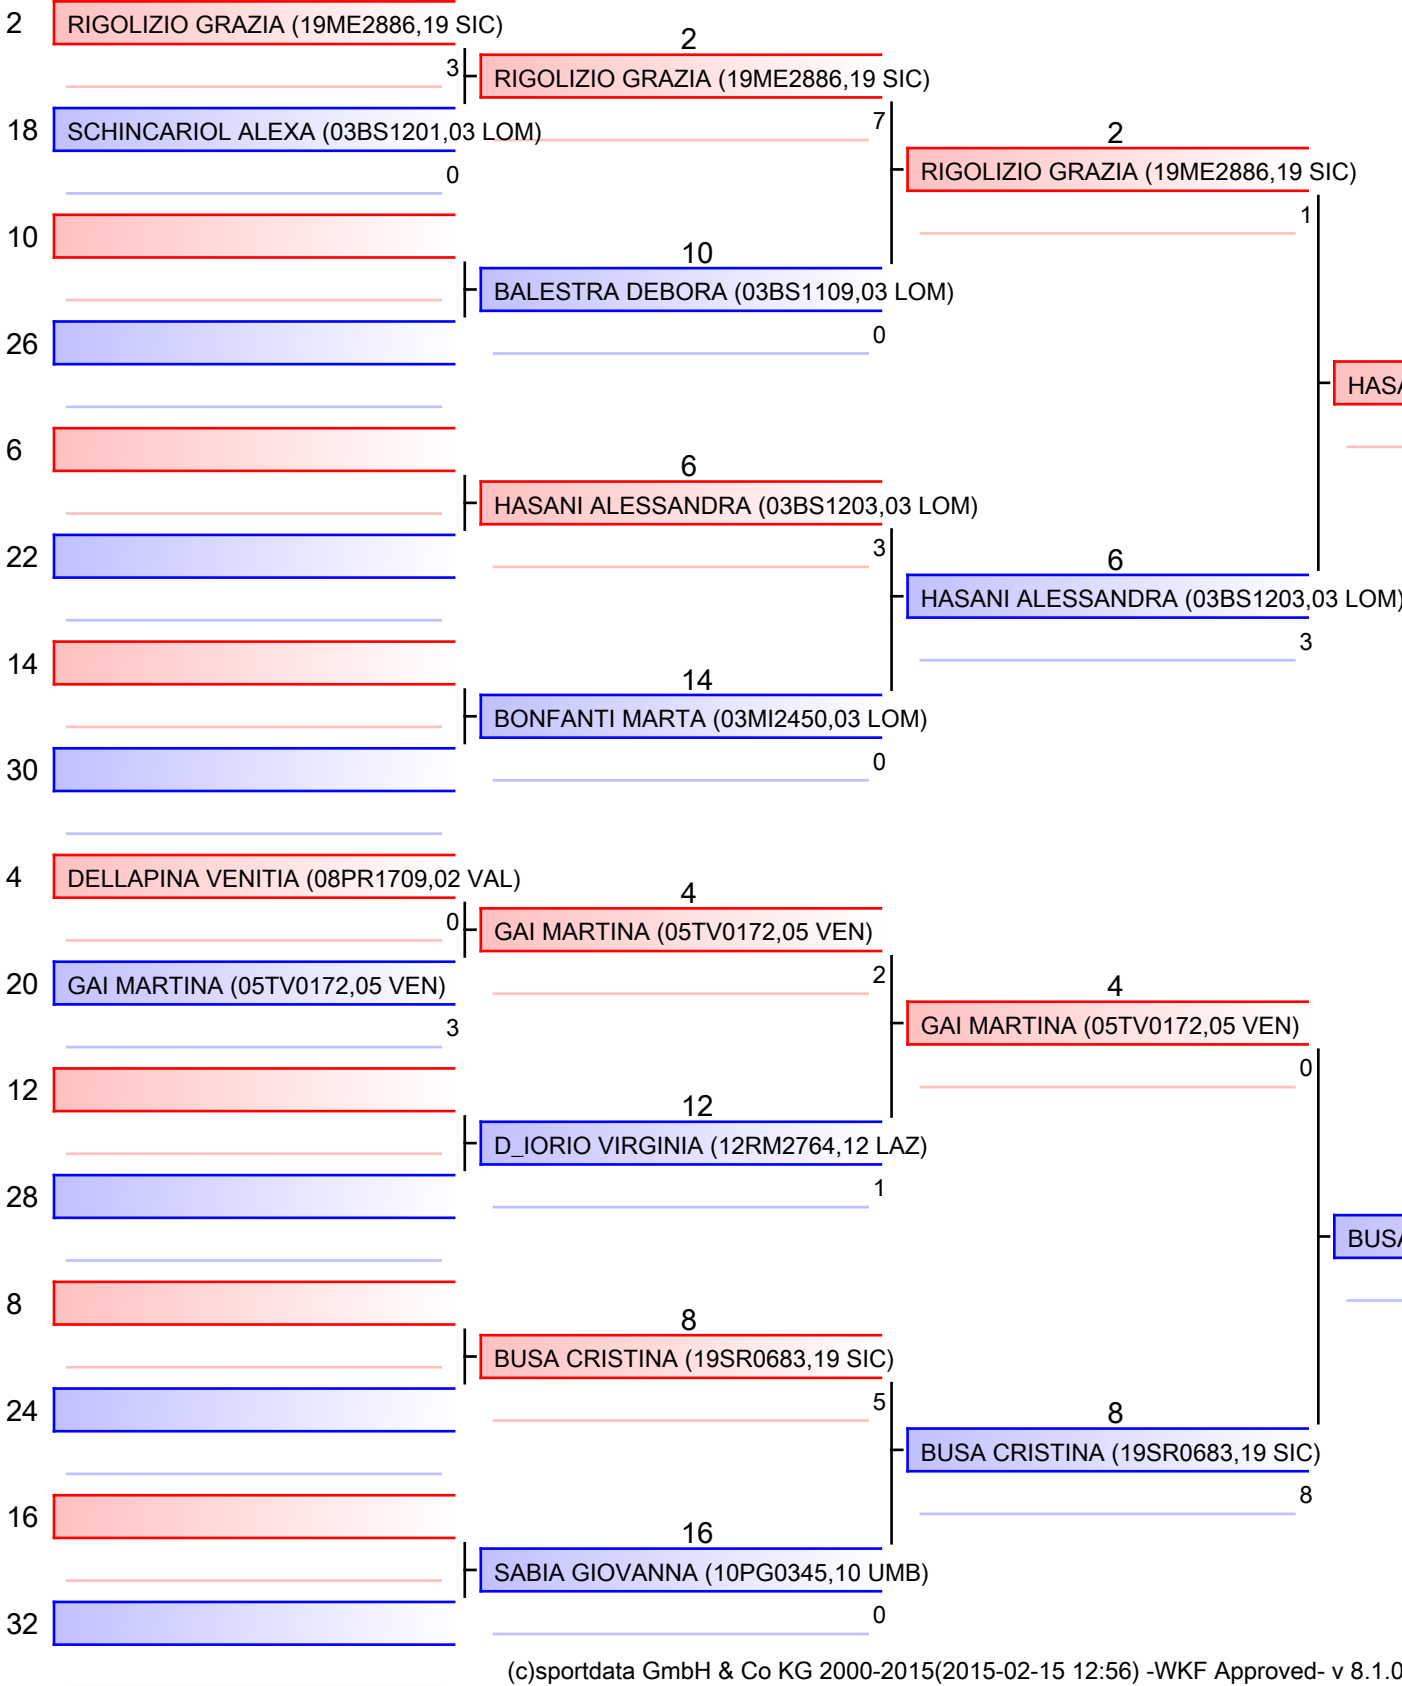 2 RIGOLIZIO GRAZIA (19ME2886,19 SIC)
3
18 SCHINCARIOL ALEXA (03BS1201,03 LOM)
0
10
26
6
22
14
30
4 DELLAPINA VENITIA (08PR1709,02 VAL)
0
20 GAI MARTINA (05TV0172,05 VEN)
3
12
28
8
24
16
32
2
RIGOLIZIO GRAZIA (19ME2886,19 SIC)
7
10
BALESTRA DEBORA (03BS1109,03 LOM)
0
6
HASANI ALESSANDRA (03BS1203,03 LOM)
3
14
BONFANTI MARTA (03MI2450,03 LOM)
0
4
GAI MARTINA (05TV0172,05 VEN)
2
12
D_IORIO VIRGINIA (12RM2764,12 LAZ)
1
8
BUSA CRISTINA (19SR0683,19 SIC)
5
16
SABIA GIOVANNA (10PG0345,10 UMB)
0
2
RIGOLIZIO GRAZIA (19ME2886,19 SIC)
1
6
HASANI ALESSANDRA (03BS1203,03 LOM)
3
4
GAI MARTINA (05TV0172,05 VEN)
0
8
BUSA CRISTINA (19SR0683,19 SIC)
8
HASA
BUSA
(c)sportdata GmbH & Co KG 2000-2015(2015-02-15 12:56) -WKF Approved- v 8.1.0